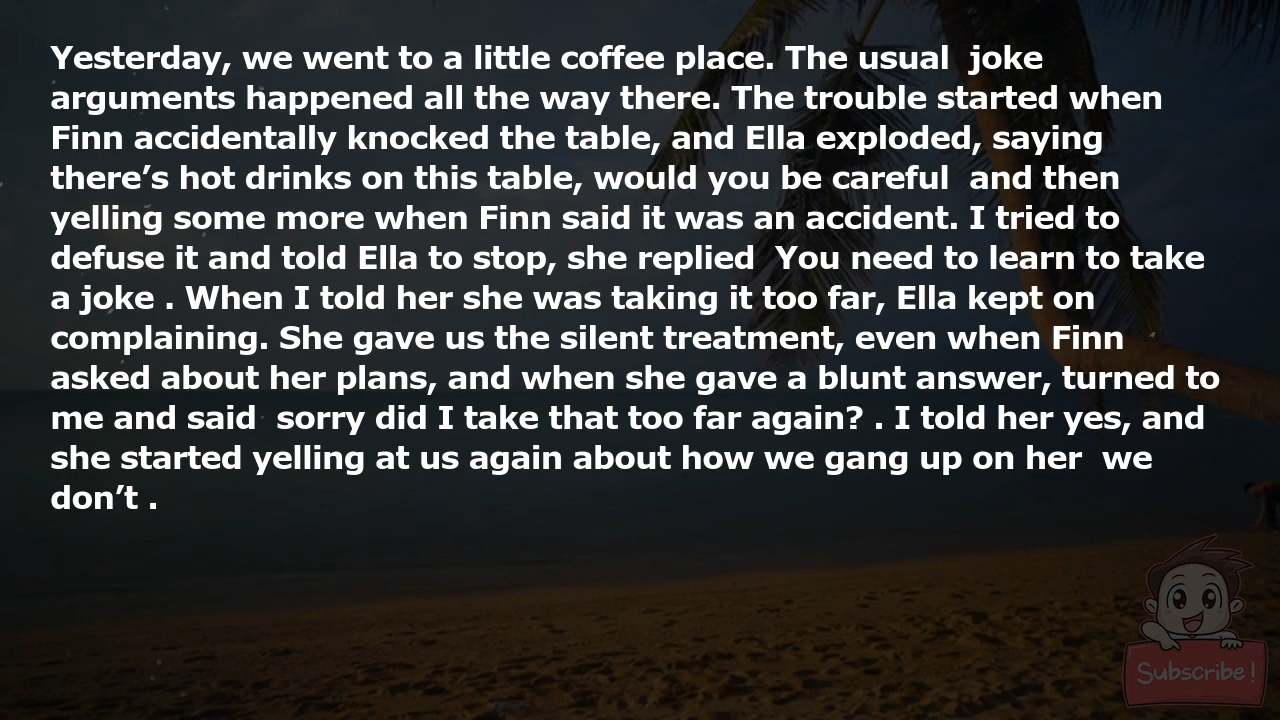 Yesterday, we went to a little coffee place. The usual  joke
arguments happened all the way there. The trouble started when
Finn accidentally knocked the table, and Ella exploded, saying
there’s hot drinks on this table, would you be careful  and then
yelling some more when Finn said it was an accident. I tried to
defuse it and told Ella to stop, she replied  You need to learn to take
a joke . When I told her she was taking it too far, Ella kept on
complaining. She gave us the silent treatment, even when Finn
asked about her plans, and when she gave a blunt answer, turned to
me and said  sorry did I take that too far again? . I told her yes, and
she started yelling at us again about how we gang up on her  we
don’t .
Subscribe!